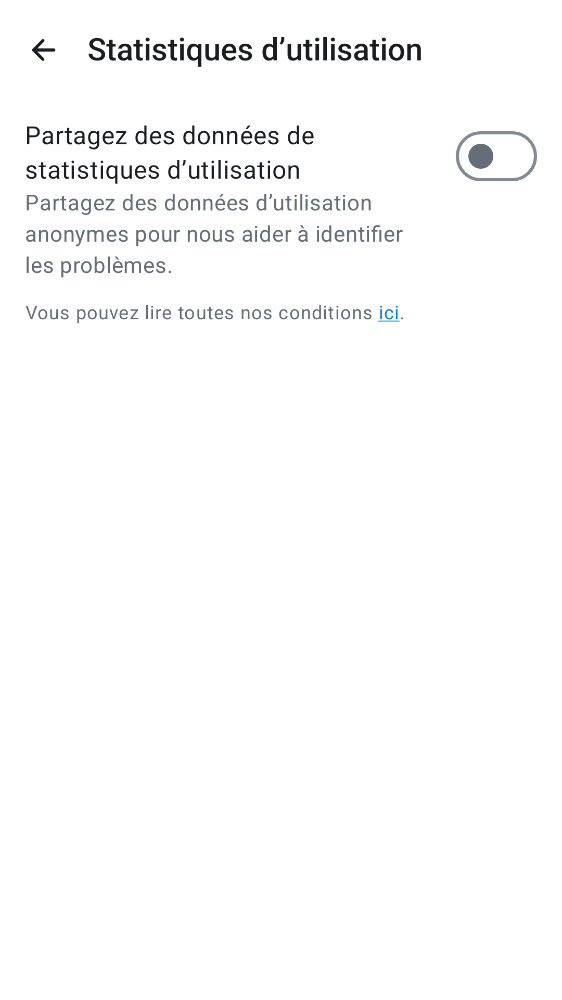 Statistiques d’utilisation
Partagez des données de
statistiques d’utilisation
Partagez des données d’utilisation
anonymes pour nous aider à identifier
les problèmes.
Vous pouvez lire toutes nos conditions ici.